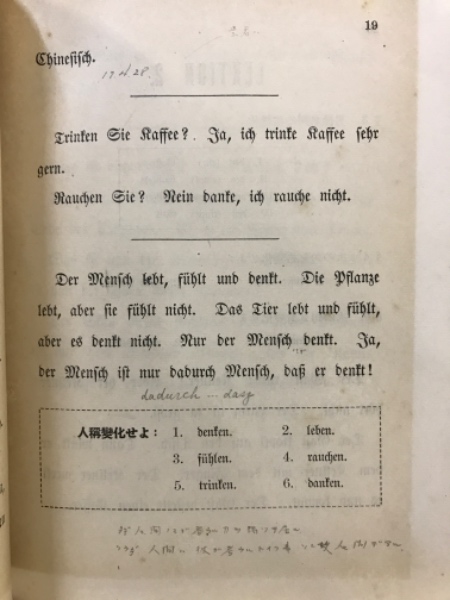 19
Chinesisch.
Trinken Sie Kaffee? Ja, ich trinke Kaffee sehr
gern.
Rauchen Sie? Nein danke, ich rauche nicht.
Der Mensch lebt, fühlt und denkt. Die Pflanze
lebt, aber sie fühlt nicht. Das Tier lebt und fühlt,
aber es denkt nicht. Nur der Mensch denkt. Ja,
der Mensch ist nur dadurch Mensch, daß er denkt!
dadurch ... dasz
人稱變化せよ: 1. denken. 2. leben.
3. fühlen. 4. rauchen.
5. trinken. 6. danken.